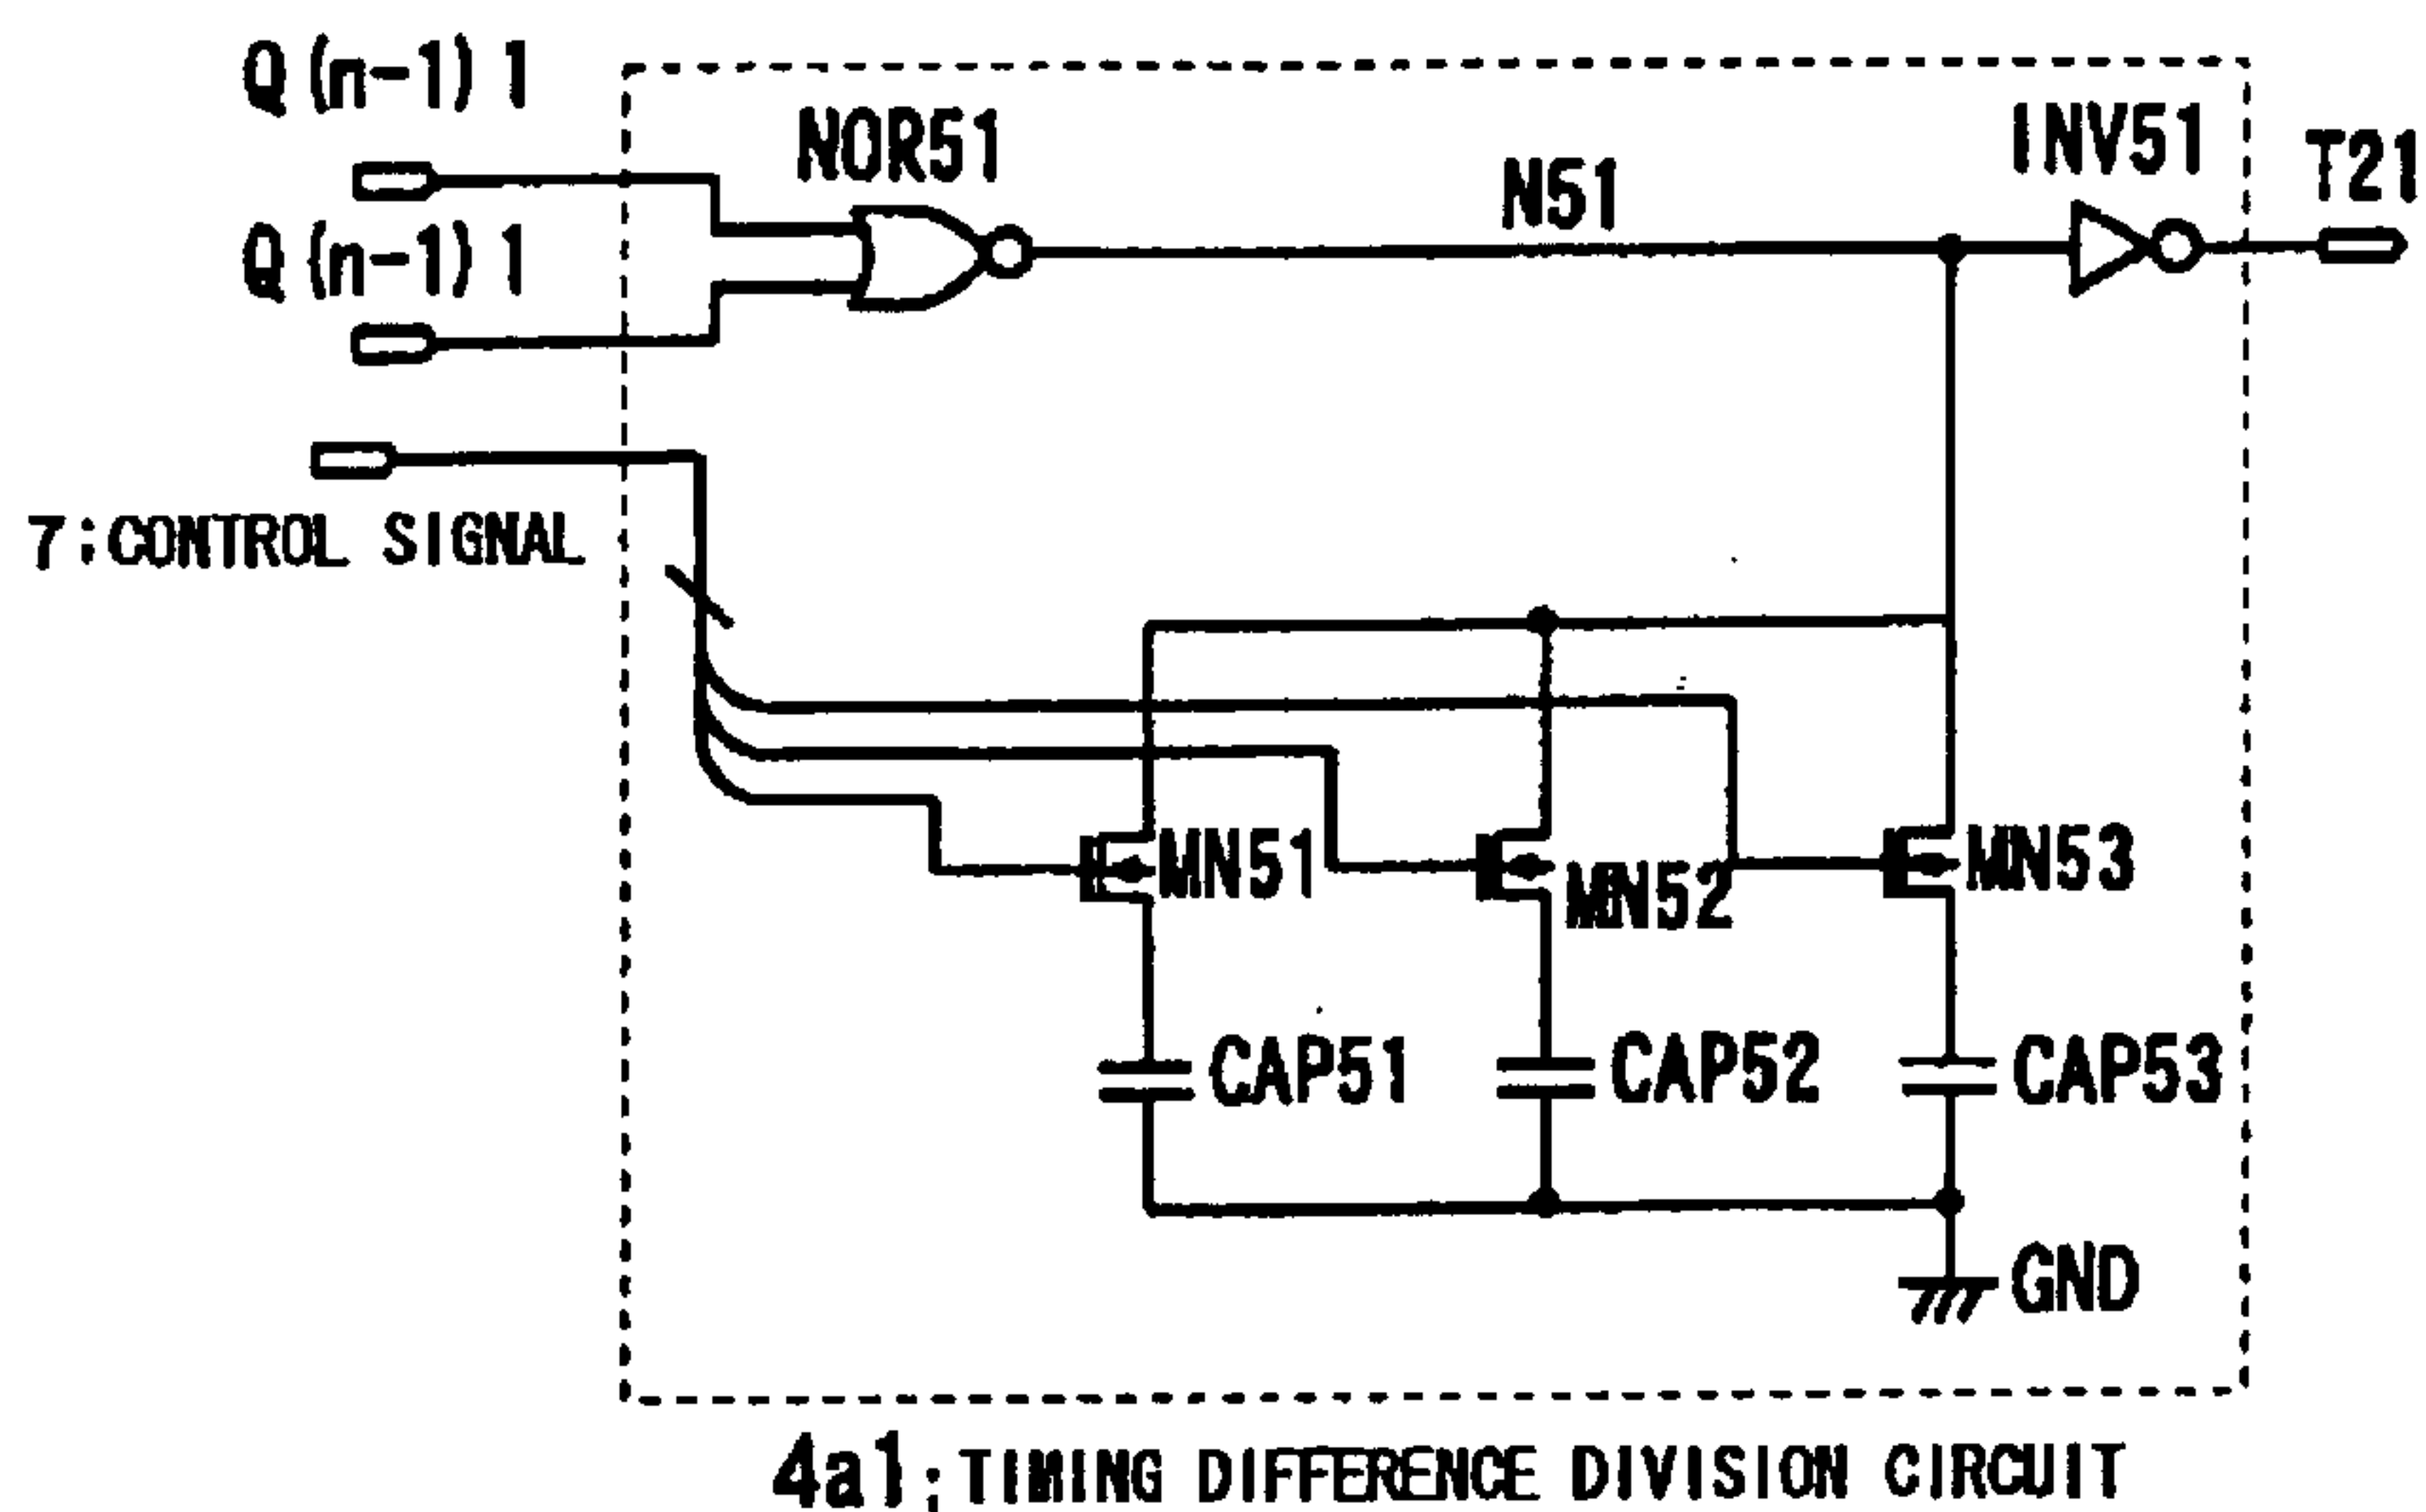 Q(n-1)1
NOR51
INV51
T21
N51
Q(n-1)1
7:CONTROL SIGNAL
MN51
MN52
MN53
CAP51
CAP52
CAP53
GND
4a1;TIMING DIFFERENCE DIVISION CIRCUIT